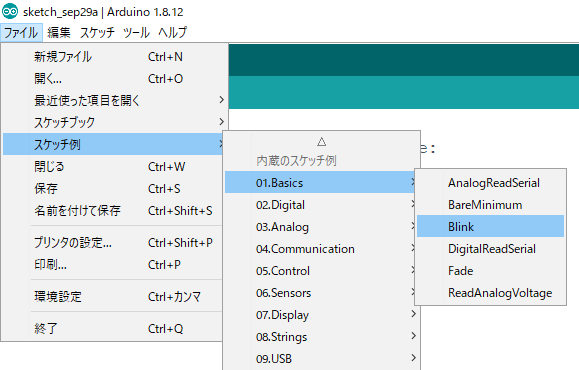 sketch_sep29a | Arduino 1.8.12
ファイル 編集 スケッチ ツール ヘルプ
新規ファイル Ctrl+N
開く... Ctrl+O
最近使った項目を開く
スケッチブック
スケッチ例
閉じる Ctrl+W
保存 Ctrl+S
名前を付けて保存 Ctrl+Shift+S
プリンタの設定... Ctrl+Shift+P
印刷... Ctrl+P
環境設定 Ctrl+カンマ
終了 Ctrl+Q
e:
内蔵のスケッチ例
01.Basics
02.Digital
03.Analog
04.Communication
05.Control
06.Sensors
07.Display
08.Strings
09.USB
AnalogReadSerial
BareMinimum
Blink
DigitalReadSerial
Fade
ReadAnalogVoltage